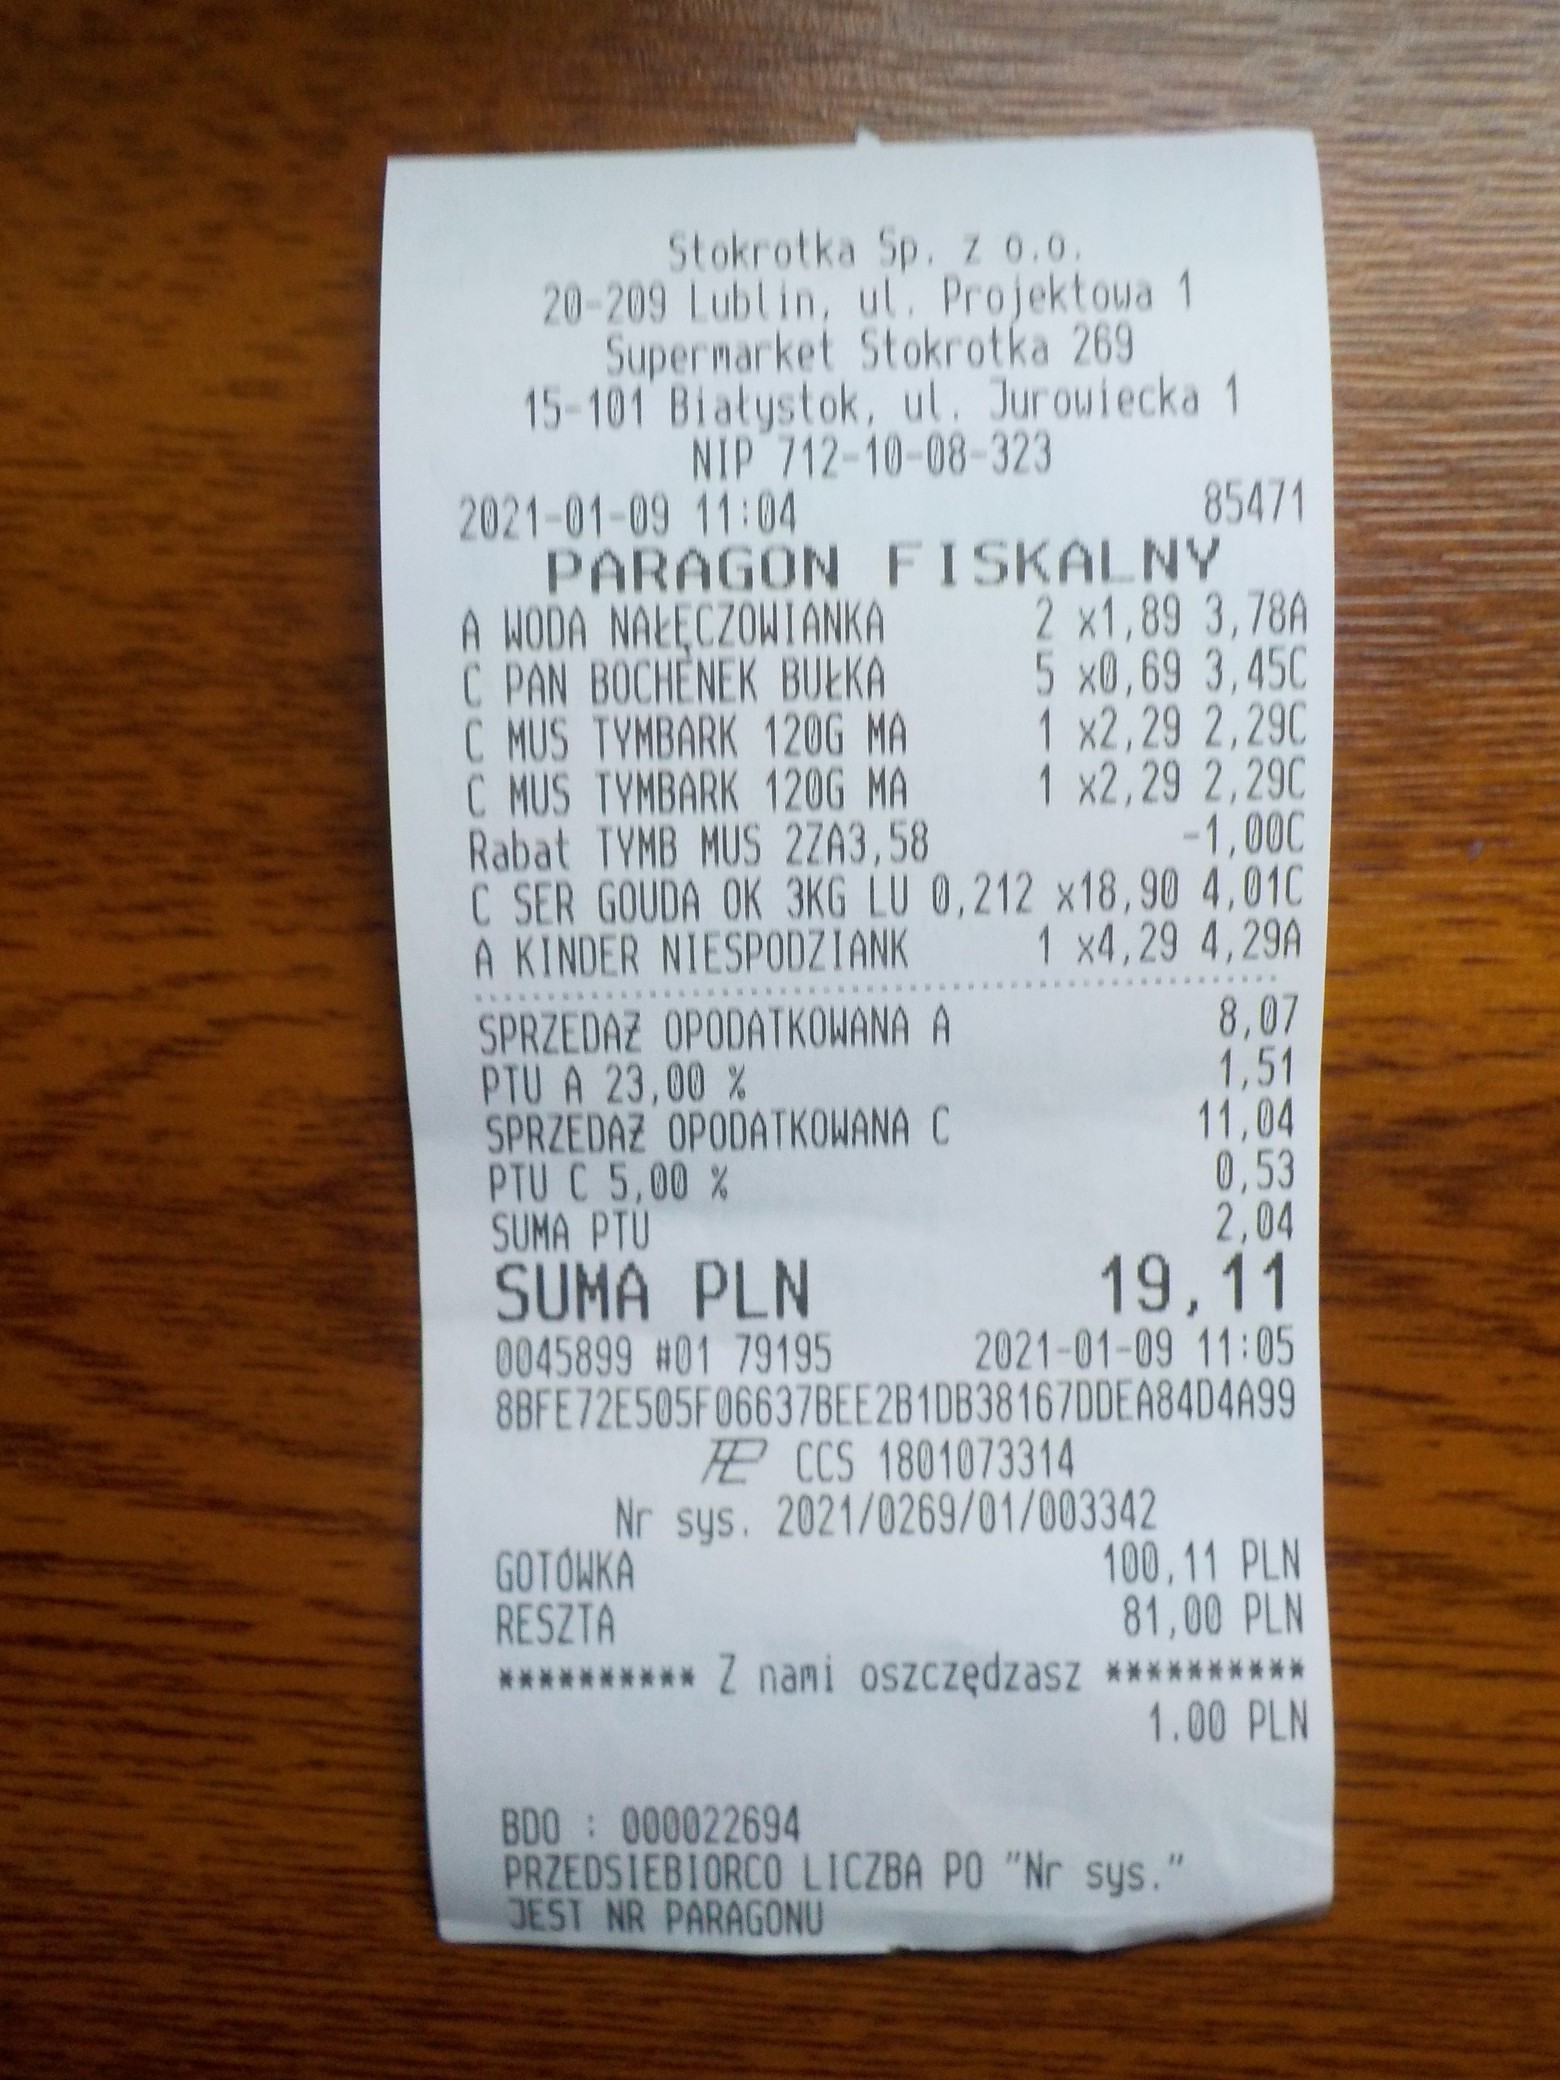 Stokrotka Sp. z o.o.
20-209 Lublin, ul. Projektowa 1
Supermarket Stokrotka 269
15-101 Białystok, ul. Jurowiecka 1
NIP 712-10-08-323
2021-01-09 11:04 85471
PARAGON FISKALNY
A WODA NAŁĘCZOWIANKA 2 x1,89 3,78A
C PAN BOCHENEK BUŁKA 5 x0,69 3,45C
C MUS TYMBARK 120G MA 1 x2,29 2,29C
C MUS TYMBARK 120G MA 1 x2,29 2,29C
Rabat TYMB MUS 2ZA3,58 -1,00C
C SER GOUDA OK 3KG LU 0,212 x18,90 4,01C
A KINDER NIESPODZIANK 1 x4,29 4,29A
SPRZEDAŻ OPODATKOWANA A 8,07
PTU A 23,00 % 1,51
SPRZEDAŻ OPODATKOWANA C 11,04
PTU C 5,00 % 0,53
SUMA PTU 2,04
SUMA PLN 19,11
0045899 #01 79195 2021-01-09 11:05
8BFE72E505F06637BEE2B1DB38167DDEA84D4A99
CCS 1801073314
Nr sys. 2021/0269/01/003342
GOTÓWKA 100,11 PLN
RESZTA 81,00 PLN
********** Z nami oszczędzasz **********
1.00 PLN
BDO : 000022694
PRZEDSIEBIORCO LICZBA PO "Nr sys."
JEST NR PARAGONU